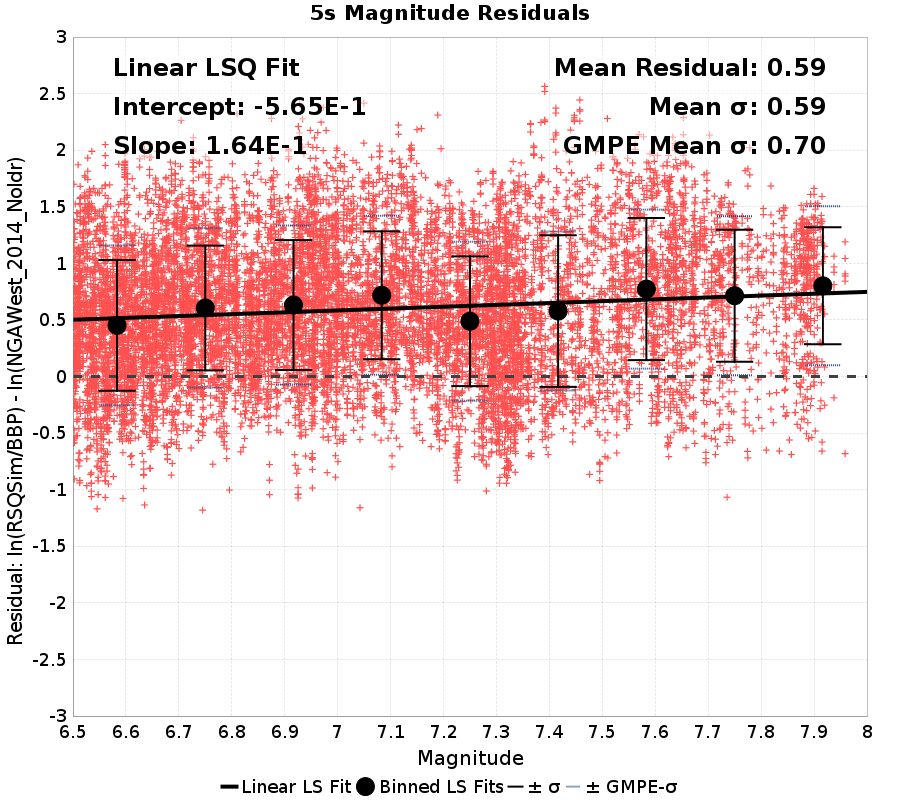 5s Magnitude Residuals
Linear LSQ Fit
Intercept: -5.65E-1
Slope: 1.64E-1
Mean Residual: 0.59
Mean σ: 0.59
GMPE Mean σ: 0.70
Residual: ln(RSQSim/BBP) - ln(NGAWest_2014_NoIdr)
3
2.5
2
1.5
1
0.5
0
-0.5
-1
-1.5
-2
-2.5
-3
6.5 6.6 6.7 6.8 6.9 7 7.1 7.2 7.3 7.4 7.5 7.6 7.7 7.8 7.9 8
Magnitude
Linear LS Fit Binned LS Fits ± σ ± GMPE-σ